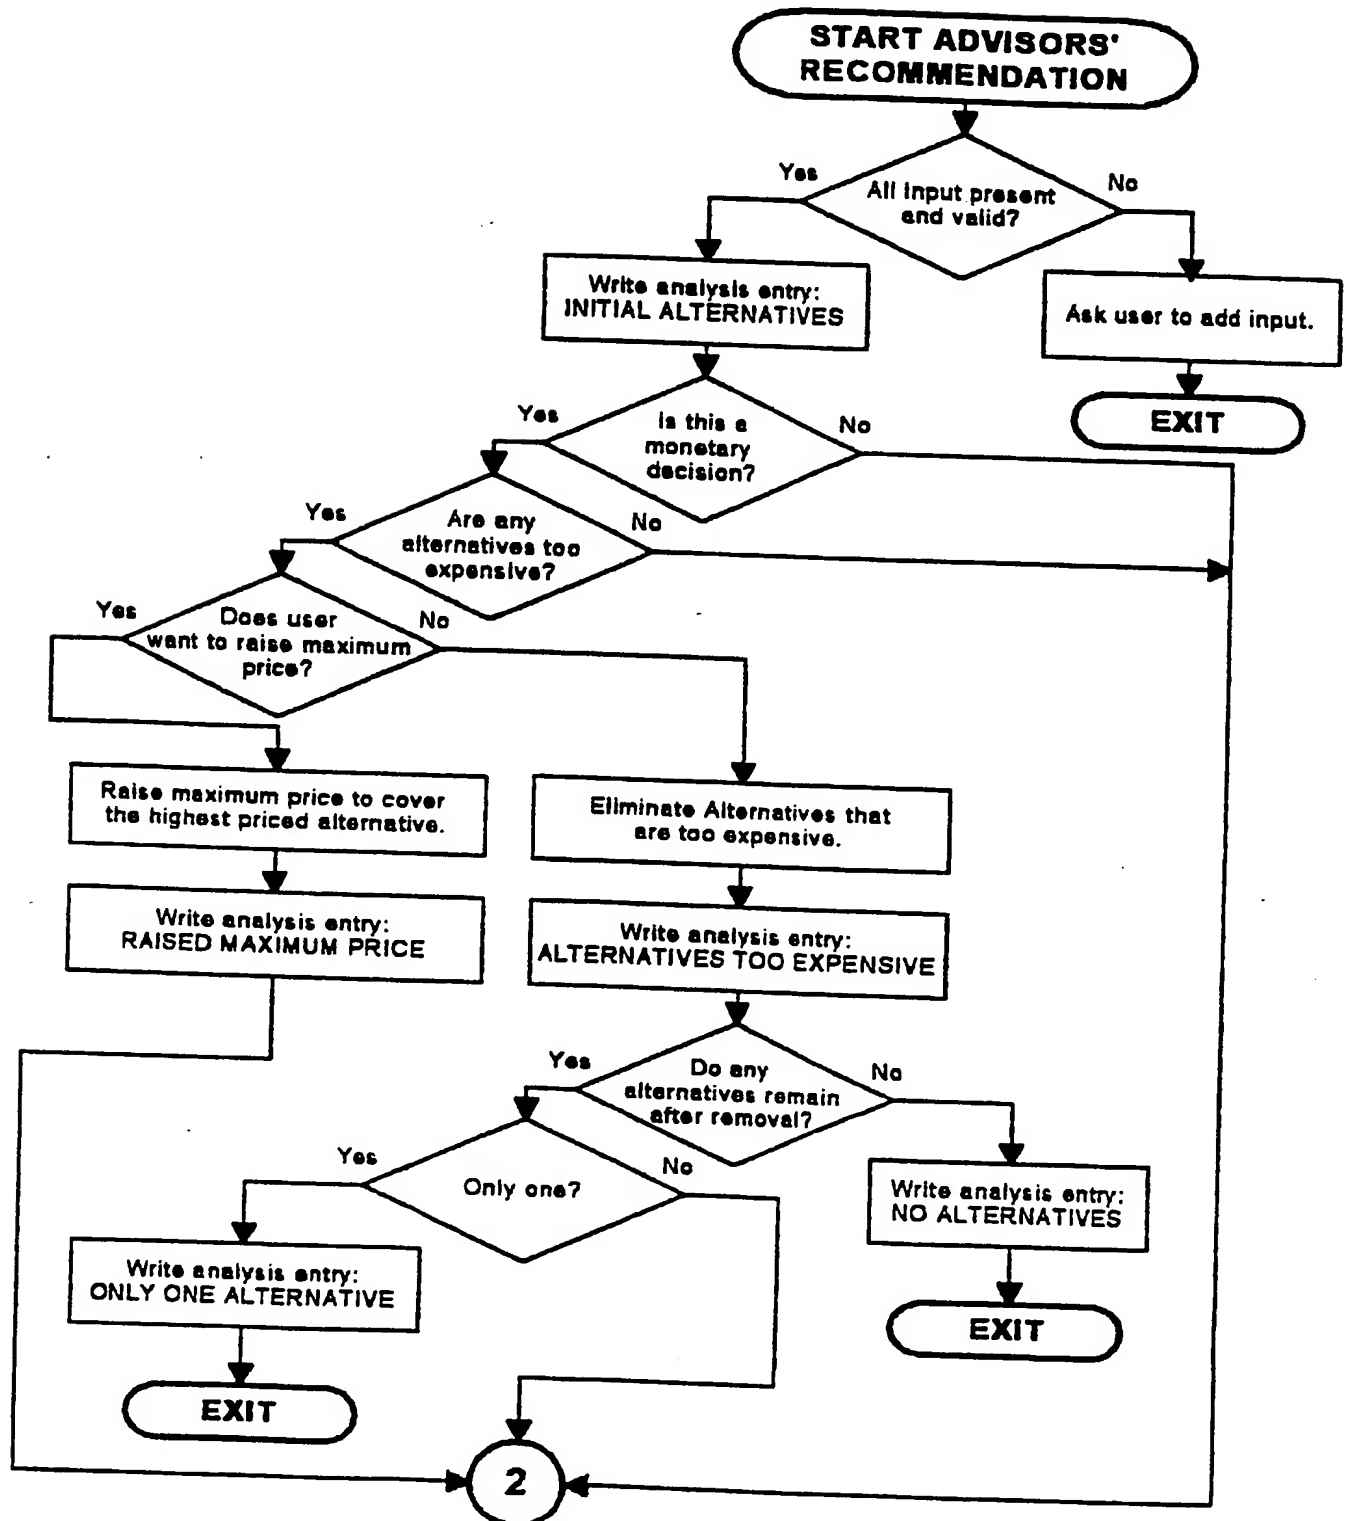 START ADVISORS'
RECOMMENDATION
Yes
No
All input present
and valid?
Write analysis entry:
INITIAL ALTERNATIVES
Ask user to add input.
EXIT
Yes
No
Is this a
monetary
decision?
Yes
No
Are any
alternatives too
expensive?
Yes
No
Does user
want to raise maximum
price?
Raise maximum price to cover
the highest priced alternative.
Eliminate Alternatives that
are too expensive.
Write analysis entry:
RAISED MAXIMUM PRICE
Write analysis entry:
ALTERNATIVES TOO EXPENSIVE
Yes
No
Do any
alternatives remain
after removal?
Yes
No
Only one?
Write analysis entry:
NO ALTERNATIVES
Write analysis entry:
ONLY ONE ALTERNATIVE
EXIT
EXIT
2